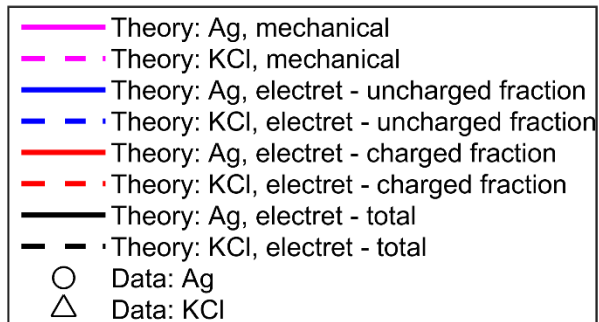 Theory: Ag, mechanical
Theory: KCl, mechanical
Theory: Ag, electret - uncharged fraction
Theory: KCl, electret - uncharged fraction
Theory: Ag, electret - charged fraction
Theory: KCl, electret - charged fraction
Theory: Ag, electret - total
Theory: KCl, electret - total
Data: Ag
Data: KCl